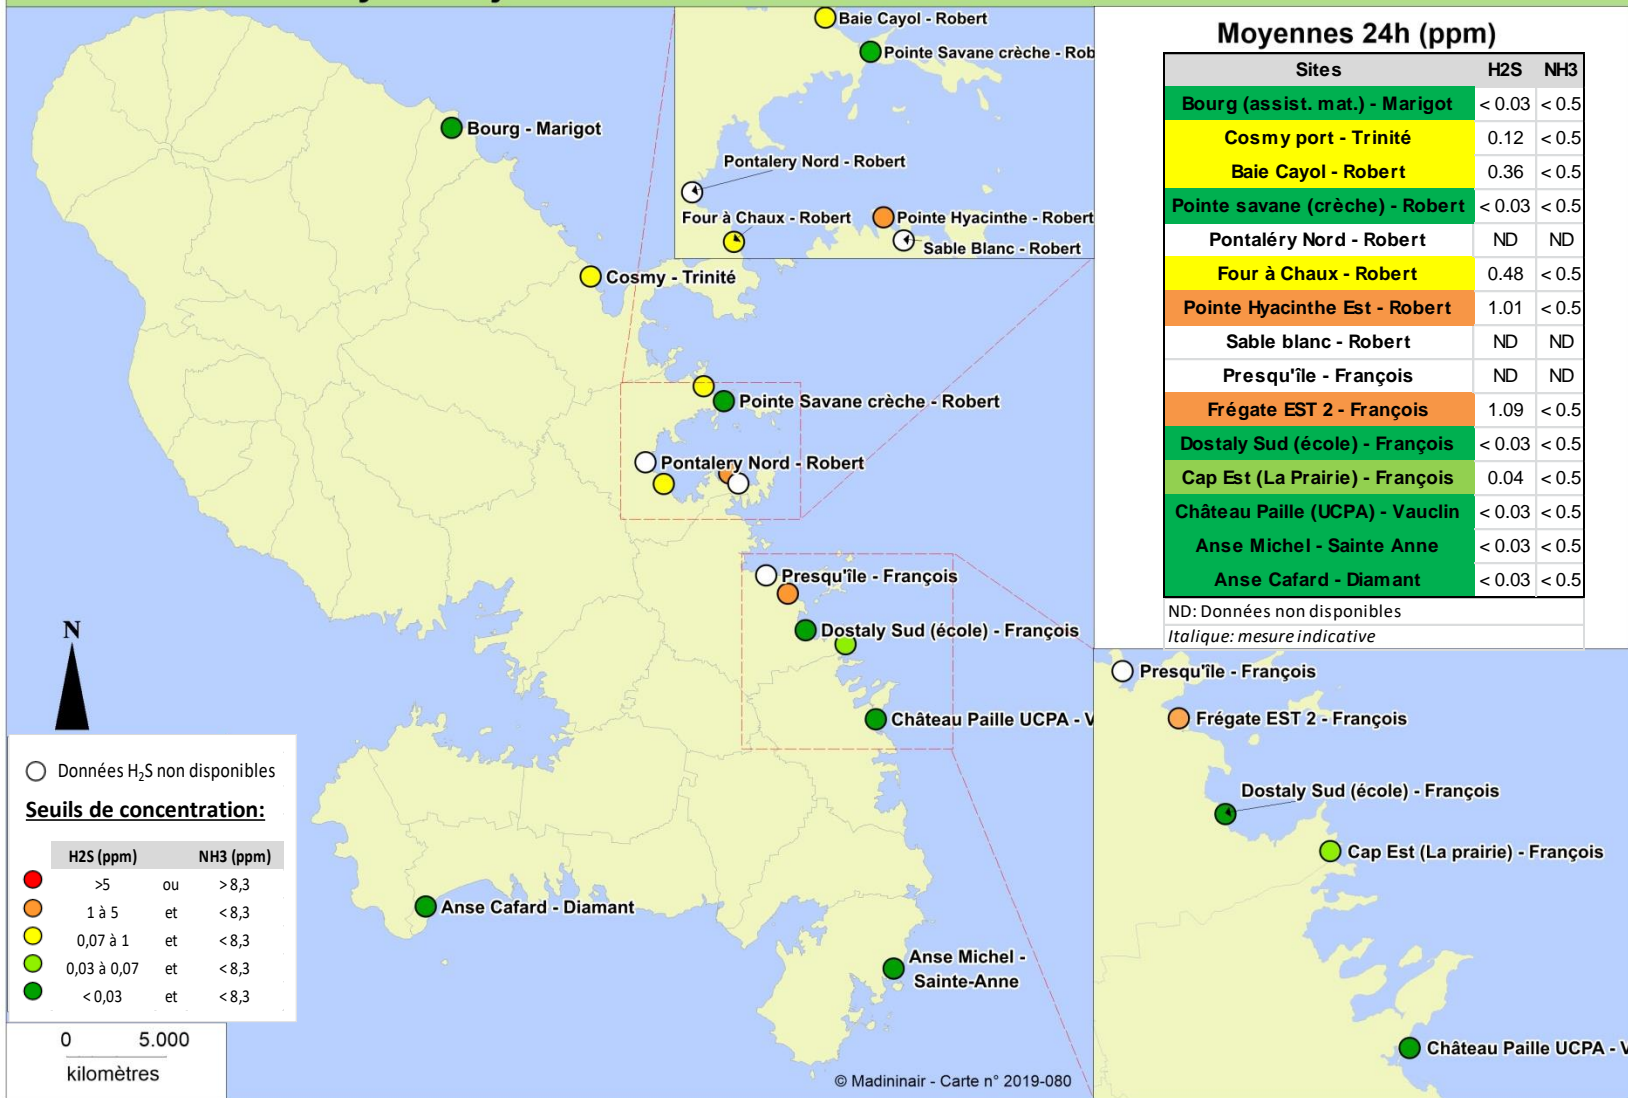 Baie Cayol - Robert
Pointe Savane crèche - Rob
Pontalery Nord - Robert
Four à Chaux - Robert
Pointe Hyacinthe - Robert
Sable Blanc - Robert
Bourg - Marigot
Cosmy - Trinité
Pointe Savane crèche - Robert
Pontalery Nord - Robert
Presqu'île - François
Dostaly Sud (école) - François
Château Paille UCPA - V
Anse Cafard - Diamant
Anse Michel -
Sainte-Anne
Moyennes 24h (ppm)
Sites H2S NH3
Bourg (assist. mat.) - Marigot < 0.03 < 0.5
Cosmy port - Trinité 0.12 < 0.5
Baie Cayol - Robert 0.36 < 0.5
Pointe savane (crèche) - Robert < 0.03 < 0.5
Pontaléry Nord - Robert ND ND
Four à Chaux - Robert 0.48 < 0.5
Pointe Hyacinthe Est - Robert 1.01 < 0.5
Sable blanc - Robert ND ND
Presqu'île - François ND ND
Frégate EST 2 - François 1.09 < 0.5
Dostaly Sud (école) - François < 0.03 < 0.5
Cap Est (La Prairie) - François 0.04 < 0.5
Château Paille (UCPA) - Vauclin < 0.03 < 0.5
Anse Michel - Sainte Anne < 0.03 < 0.5
Anse Cafard - Diamant < 0.03 < 0.5
ND: Données non disponibles
Italique: mesure indicative
Presqu'île - François
Frégate EST 2 - François
Dostaly Sud (école) - François
Cap Est (La prairie) - François
Château Paille UCPA - V
N
Données H₂S non disponibles
Seuils de concentration:
H2S (ppm) NH3 (ppm)
>5 ou > 8,3
1 à 5 et < 8,3
0,07 à 1 et < 8,3
0,03 à 0,07 et < 8,3
< 0,03 et < 8,3
0 5.000
kilomètres
© Madininair - Carte n° 2019-080